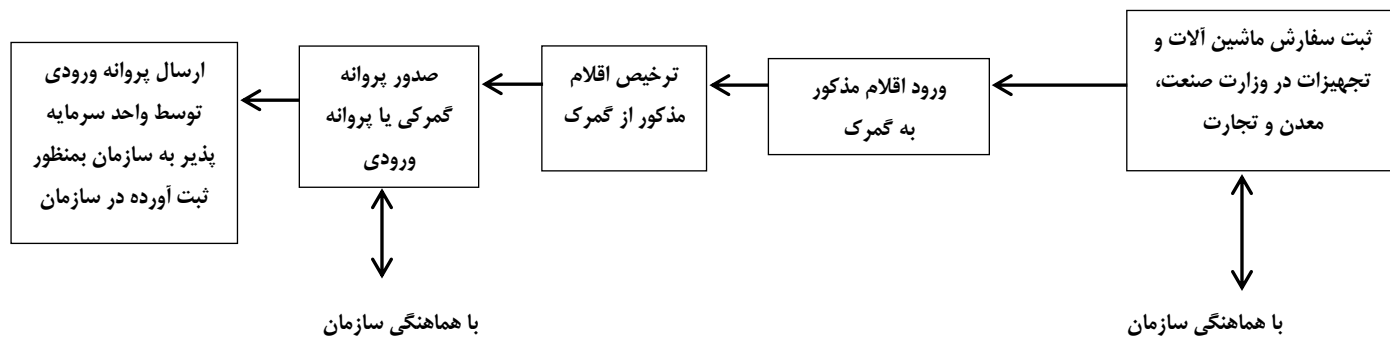 ثبت سفارش ماشین آلات و
تجهیزات در وزارت صنعت،
معدن و تجارت
ورود اقلام مذکور
به گمرک
ترخیص اقلام
مذکور از گمرک
صدور پروانه
گمرکی یا پروانه
ورودی
ارسال پروانه ورودی
توسط واحد سرمایه
پذیر به سازمان بمنظور
ثبت آورده در سازمان
با هماهنگی سازمان
با هماهنگی سازمان